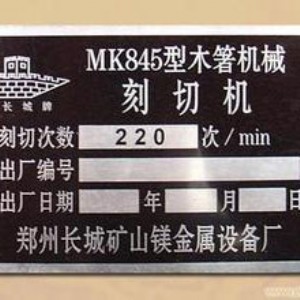 MK845型木箸机械
长城牌
刻切机
刻切次数 220 次/min
出厂编号
出厂日期 年 月 日
郑州长城矿山镁金属设备厂